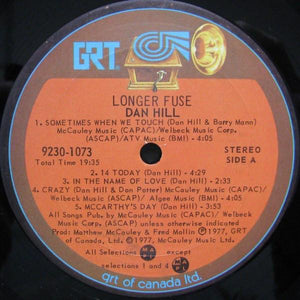 GRT
LONGER FUSE
DAN HILL
1. SOMETIMES WHEN WE TOUCH (Dan Hill & Barry Mann)
McCauley Music (CAPAC)/Welbeck Music Corp.
(ASCAP)/ATV Music (BMI) - 4:05
9230-1073
STEREO
Total Time 19:35
SIDE A
2. 14 TODAY (Dan Hill) - 4:29
3. IN THE NAME OF LOVE (Dan Hill) - 2:33
4. CRAZY (Dan Hill & Dan Potter) McCauley Music (CAPAC)/
Welbeck Music (ASCAP)/ Algee Music (BMI) - 4:05
5. McCARTHY'S DAY (Dan Hill) - 4:05
All Songs Pub. by McCauley Music (CAPAC)/ Welbeck
Music Corp. (ASCAP) unless otherwise indicated
Prod: Matthew McCauley & Fred Mollin ℗1977, GRT
of Canada, Ltd. ©1977, McCauley Music Ltd.
All Selections except
selections 1 and 4
grt of canada ltd.